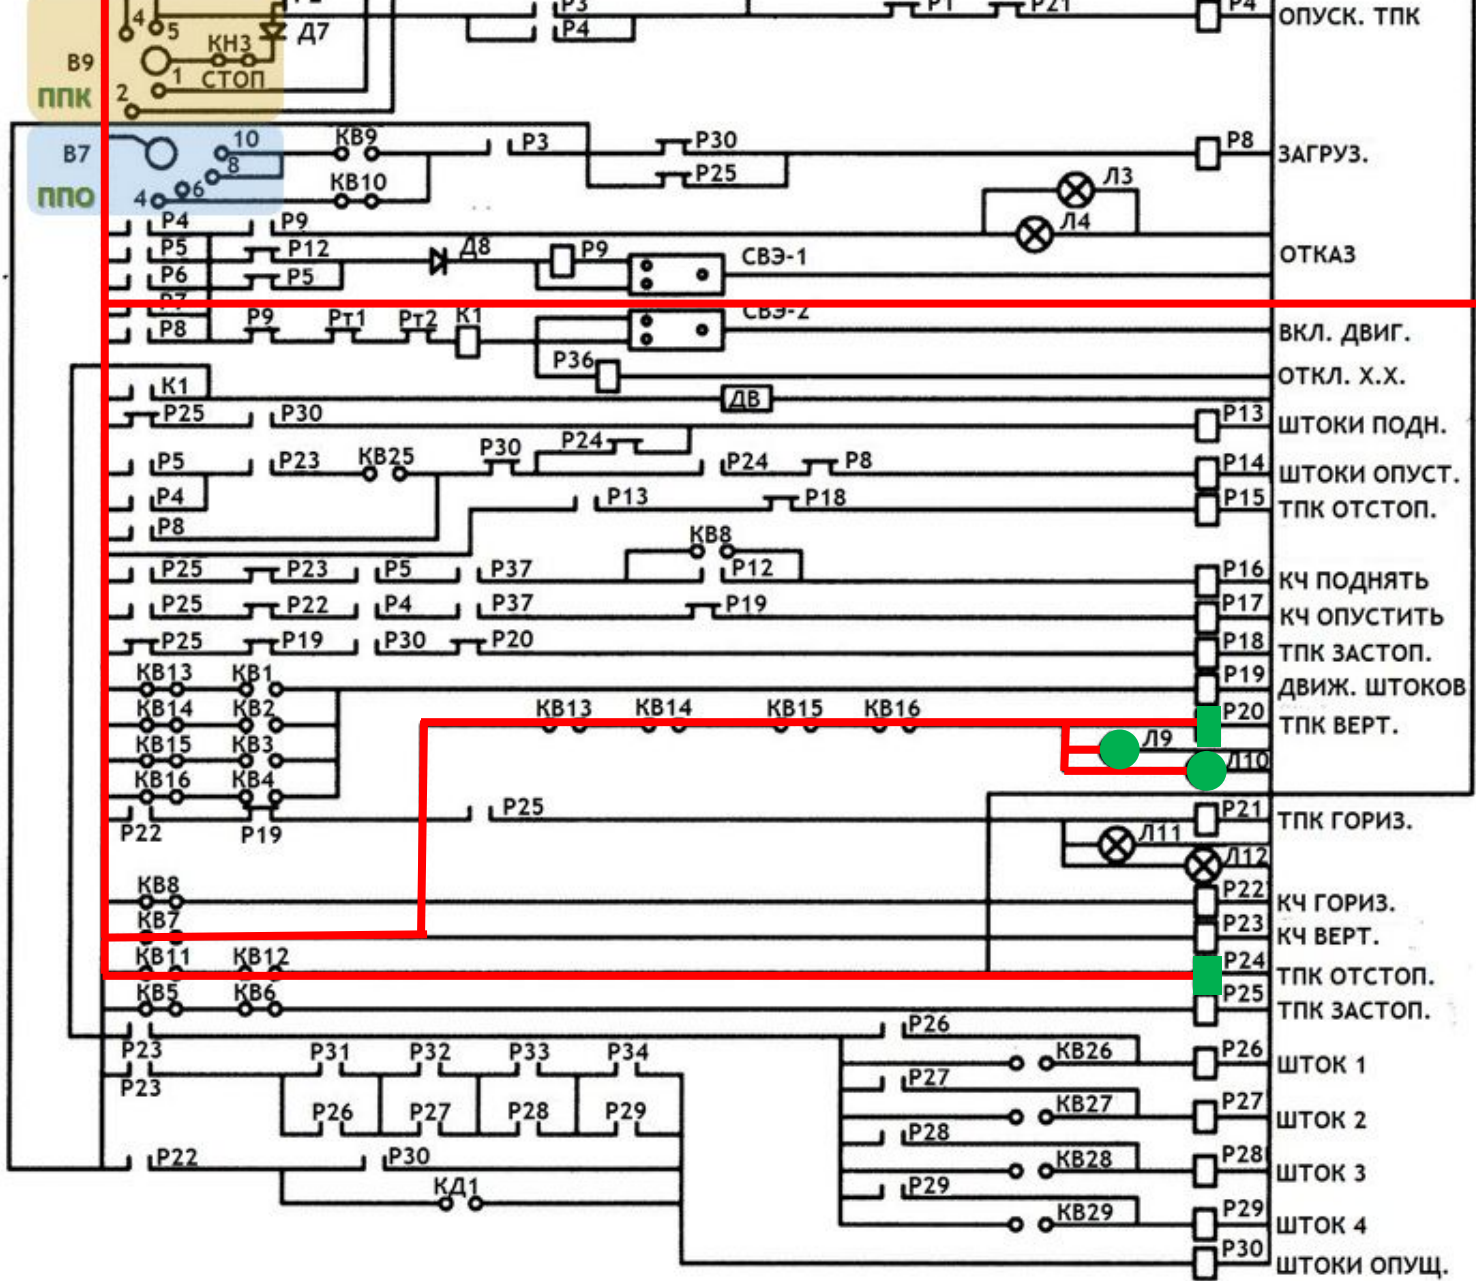 Р3 Р1 Р21 Р4 ОПУСК. ТПК
4 5 Д7 Р4
КН3
В9 1 СТОП
ППК 2
В7 10 КВ9 Р3 Р30 Р8 ЗАГРУЗ.
8 Р25 Л3
ППО 4 6 КВ10
Р4 Р9 Л4
Р5 Р12 Д8 Р9 СВЭ-1 ОТКАЗ
Р6 Р5
Р7 СВЭ-2
Р8 Р9 Рт1 Рт2 К1 ВКЛ. ДВИГ.
Р36 ОТКЛ. Х.Х.
К1 ДВ
Р25 Р30 Р13 ШТОКИ ПОДН.
Р24
Р5 Р23 КВ25 Р30 Р24 Р8 Р14 ШТОКИ ОПУСТ.
Р4 Р13 Р18 Р15 ТПК ОТСТОП.
Р8
КВ8
Р25 Р23 Р5 Р37 Р12 Р16 КЧ ПОДНЯТЬ
Р25 Р22 Р4 Р37 Р19 Р17 КЧ ОПУСТИТЬ
Р25 Р19 Р30 Р20 Р18 ТПК ЗАСТОП.
КВ13 КВ1 Р19 ДВИЖ. ШТОКОВ
КВ14 КВ2 КВ13 КВ14 КВ15 КВ16 Р20 ТПК ВЕРТ.
КВ15 КВ3 Л9
КВ16 КВ4 Л10
Р22 Р19 Р25 Р21 ТПК ГОРИЗ.
Л11
Л12
КВ8 Р22 КЧ ГОРИЗ.
КВ7 Р23 КЧ ВЕРТ.
КВ11 КВ12 Р24 ТПК ОТСТОП.
КВ5 КВ6 Р25 ТПК ЗАСТОП.
Р23 Р26
Р31 Р32 Р33 Р34 КВ26 Р26 ШТОК 1
Р23 Р27
Р26 Р27 Р28 Р29 КВ27 Р27 ШТОК 2
Р28
Р22 Р30 КВ28 Р28 ШТОК 3
КД1 Р29
КВ29 Р29 ШТОК 4
Р30 ШТОКИ ОПУЩ.